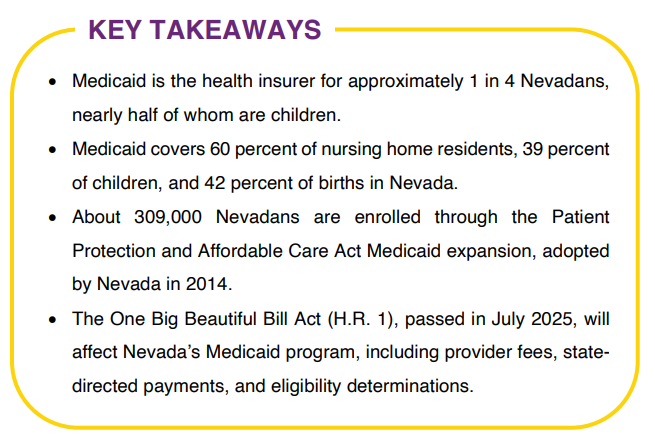 KEY TAKEAWAYS
• Medicaid is the health insurer for approximately 1 in 4 Nevadans,
nearly half of whom are children.
• Medicaid covers 60 percent of nursing home residents, 39 percent
of children, and 42 percent of births in Nevada.
• About 309,000 Nevadans are enrolled through the Patient
Protection and Affordable Care Act Medicaid expansion, adopted
by Nevada in 2014.
• The One Big Beautiful Bill Act (H.R. 1), passed in July 2025, will
affect Nevada’s Medicaid program, including provider fees, state-
directed payments, and eligibility determinations.